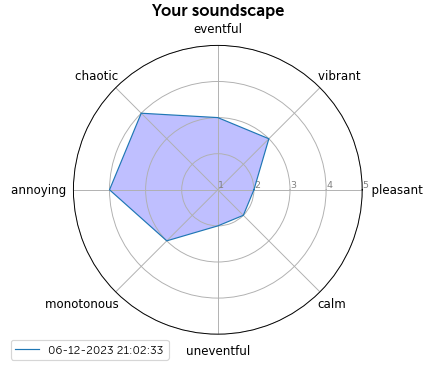 Your soundscape
eventful
chaotic
vibrant
annoying
1
2
3
4
5
pleasant
monotonous
calm
06-12-2023 21:02:33
uneventful